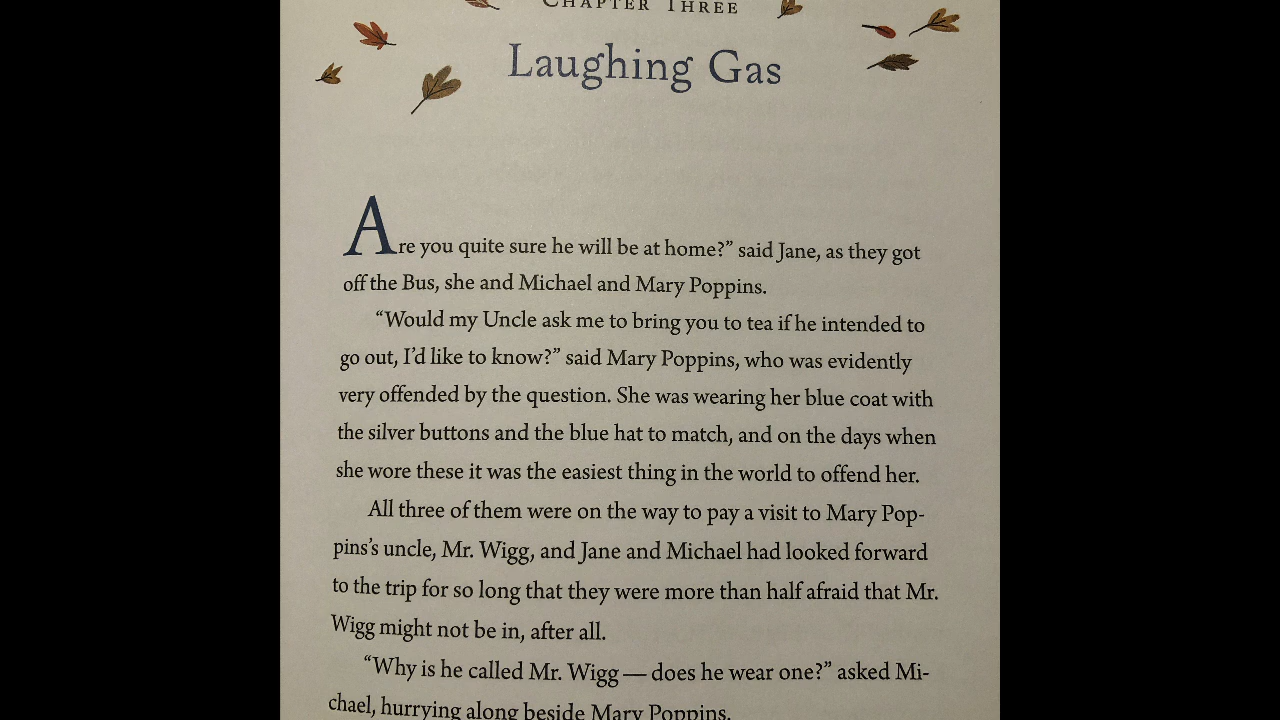 Chapter Three
Laughing Gas
Are you quite sure he will be at home?” said Jane, as they got
off the Bus, she and Michael and Mary Poppins.
“Would my Uncle ask me to bring you to tea if he intended to
go out, I’d like to know?” said Mary Poppins, who was evidently
very offended by the question. She was wearing her blue coat with
the silver buttons and the blue hat to match, and on the days when
she wore these it was the easiest thing in the world to offend her.
All three of them were on the way to pay a visit to Mary Pop-
pins’s uncle, Mr. Wigg, and Jane and Michael had looked forward
to the trip for so long that they were more than half afraid that Mr.
Wigg might not be in, after all.
“Why is he called Mr. Wigg — does he wear one?” asked Mi-
chael, hurrying along beside Mary Poppins.